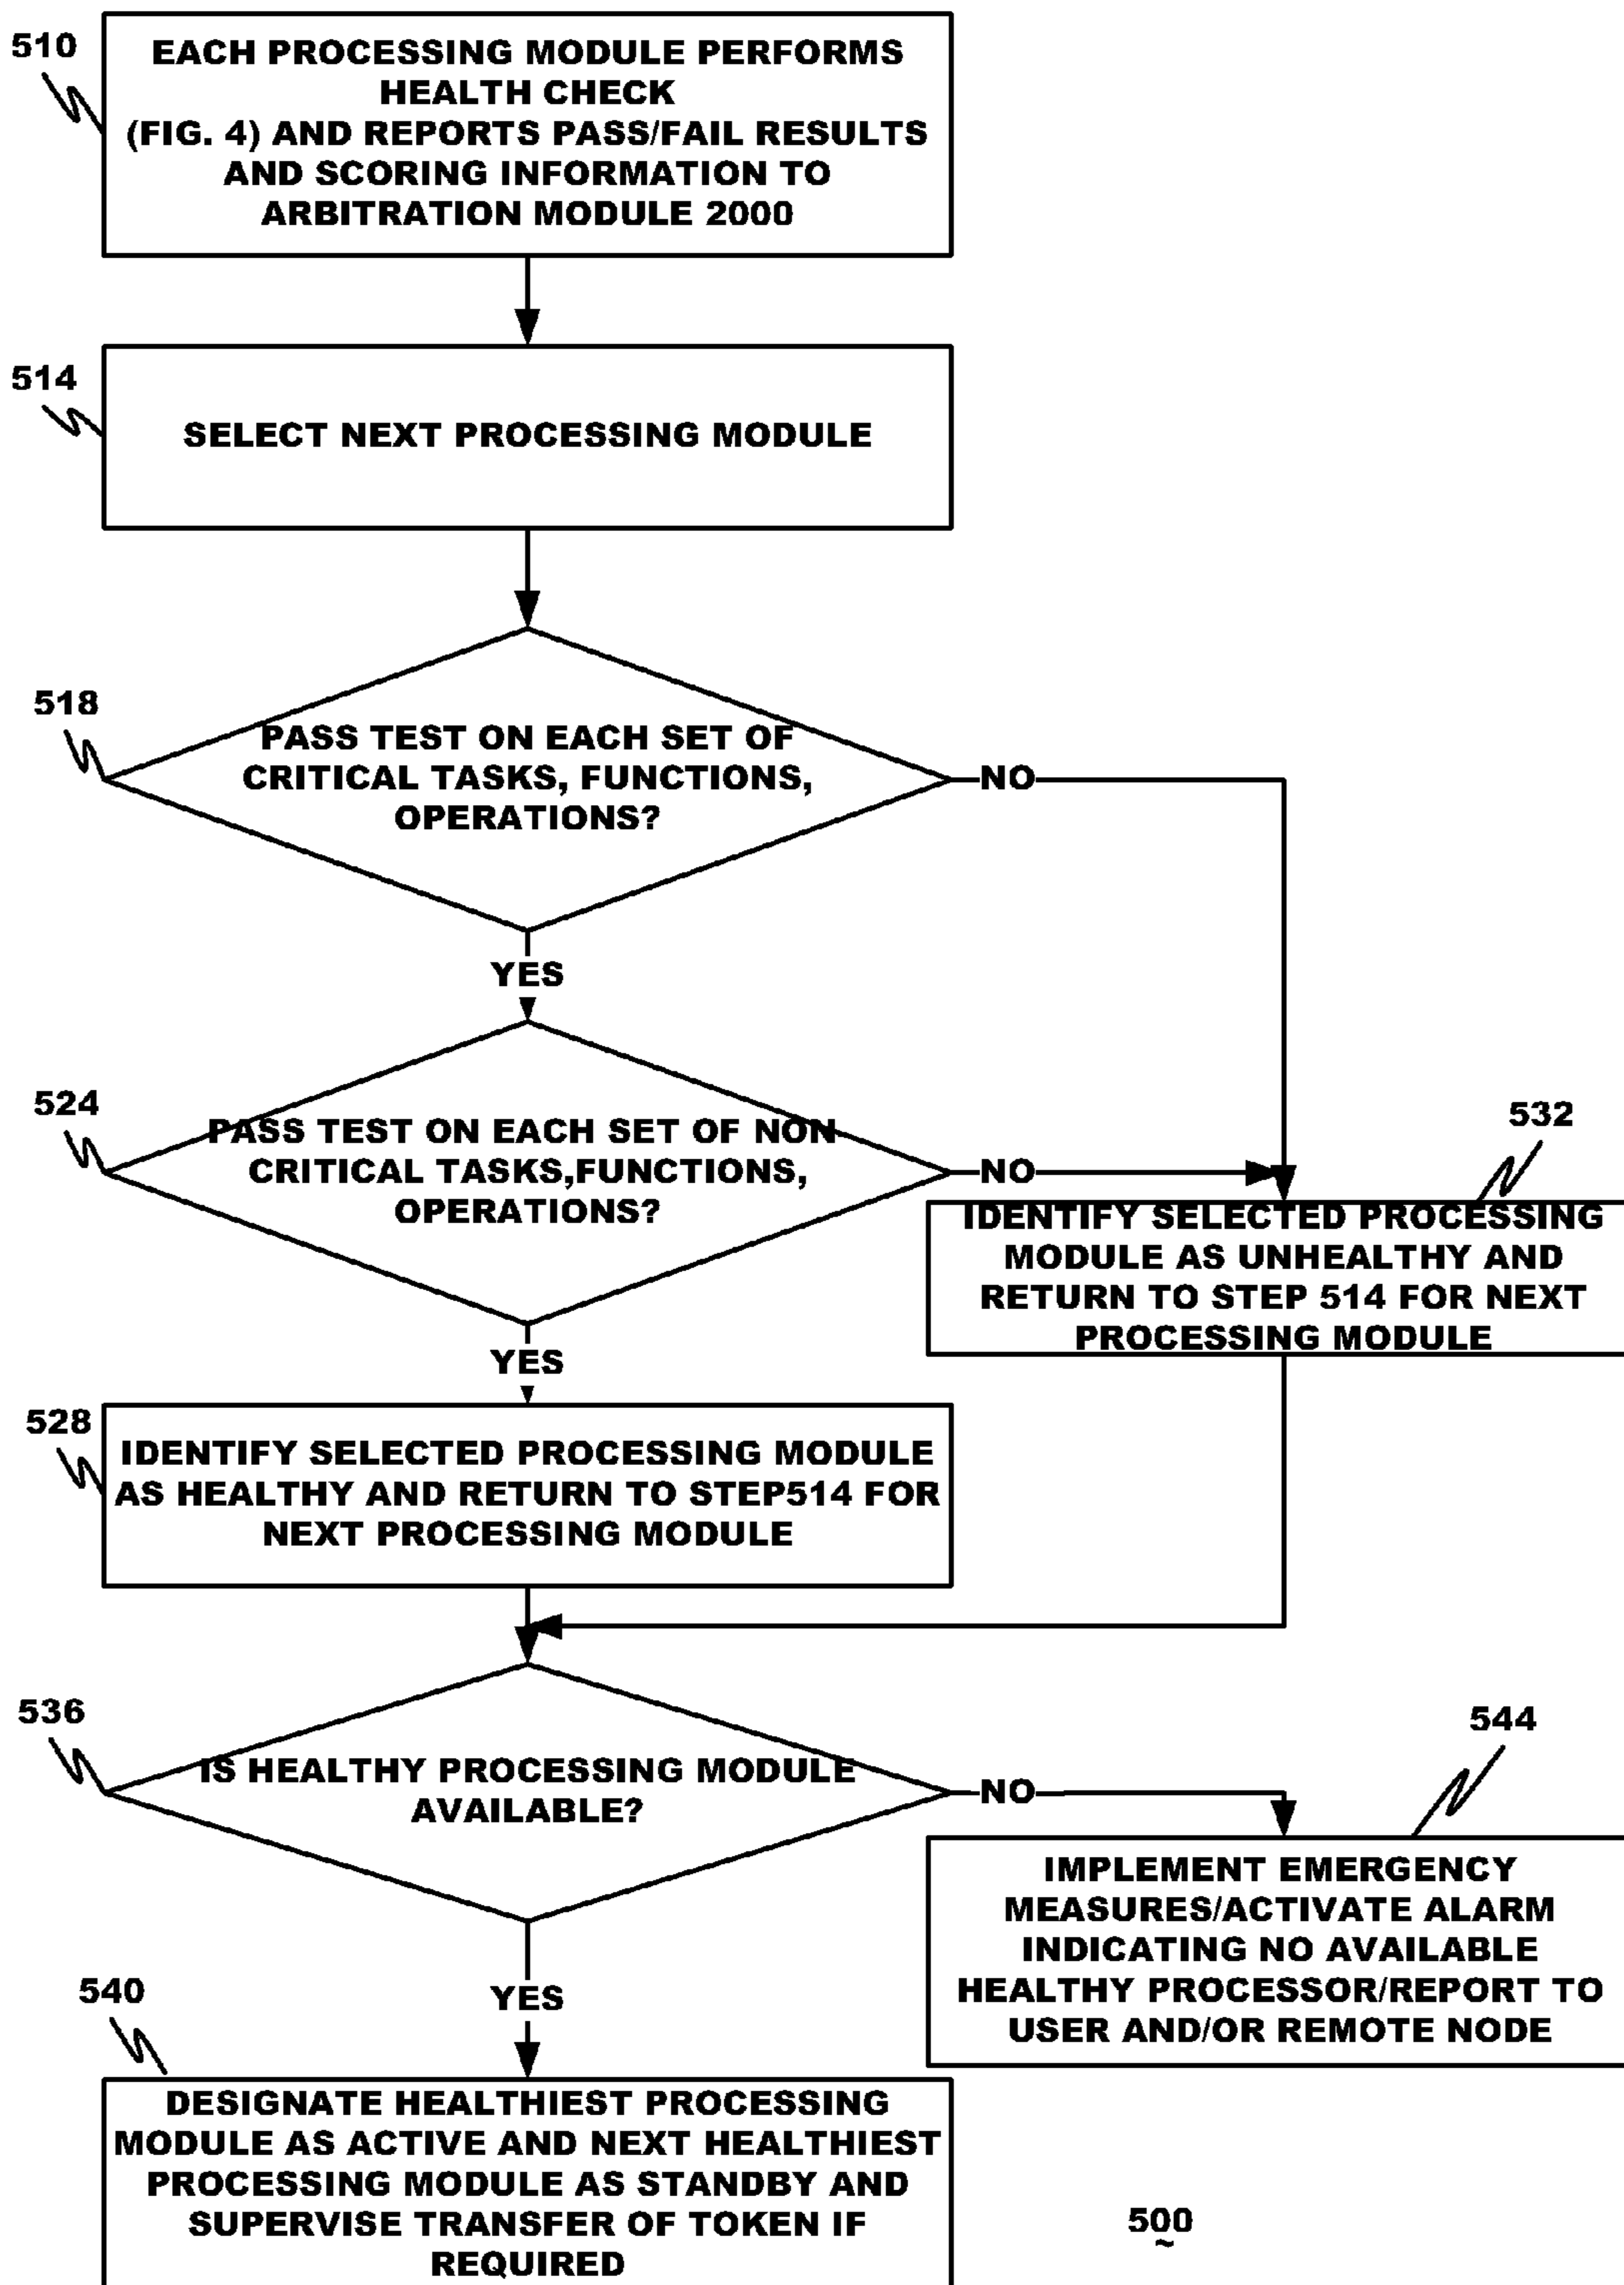 510
EACH PROCESSING MODULE PERFORMS
HEALTH CHECK
(FIG. 4) AND REPORTS PASS/FAIL RESULTS
AND SCORING INFORMATION TO
ARBITRATION MODULE 2000
514
SELECT NEXT PROCESSING MODULE
518
PASS TEST ON EACH SET OF
CRITICAL TASKS, FUNCTIONS,
OPERATIONS?
NO
YES
524
PASS TEST ON EACH SET OF NON
CRITICAL TASKS,FUNCTIONS,
OPERATIONS?
NO
YES
532
IDENTIFY SELECTED PROCESSING
MODULE AS UNHEALTHY AND
RETURN TO STEP 514 FOR NEXT
PROCESSING MODULE
528
IDENTIFY SELECTED PROCESSING MODULE
AS HEALTHY AND RETURN TO STEP514 FOR
NEXT PROCESSING MODULE
536
IS HEALTHY PROCESSING MODULE
AVAILABLE?
NO
YES
544
IMPLEMENT EMERGENCY
MEASURES/ACTIVATE ALARM
INDICATING NO AVAILABLE
HEALTHY PROCESSOR/REPORT TO
USER AND/OR REMOTE NODE
540
DESIGNATE HEALTHIEST PROCESSING
MODULE AS ACTIVE AND NEXT HEALTHIEST
PROCESSING MODULE AS STANDBY AND
SUPERVISE TRANSFER OF TOKEN IF
REQUIRED
500
~